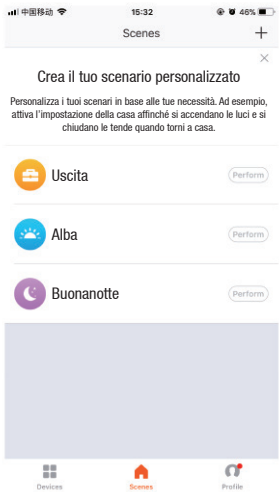 中国移动 15:32 46%
Scenes +
Crea il tuo scenario personalizzato
Personalizza i tuoi scenari in base alle tue necessità. Ad esempio,
attiva l'impostazione della casa affinché si accendano le luci e si
chiudano le tende quando torni a casa.
Uscita Perform
Alba Perform
Buonanotte Perform
Devices Scenes Profile